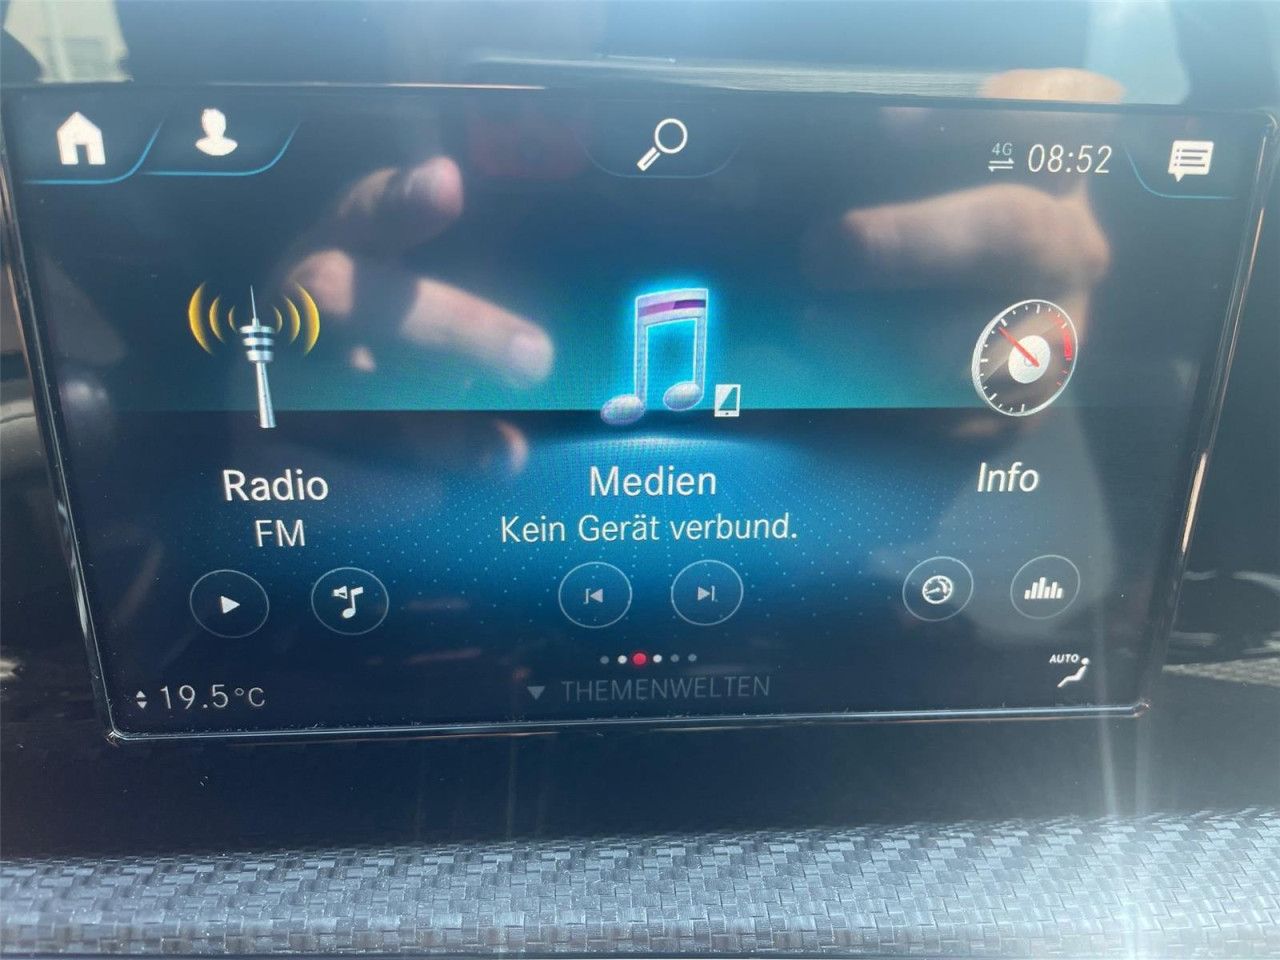 4G 08:52
Radio
FM
Medien
Kein Gerät verbund.
Info
AUTO
19.5°C
THEMENWELTEN